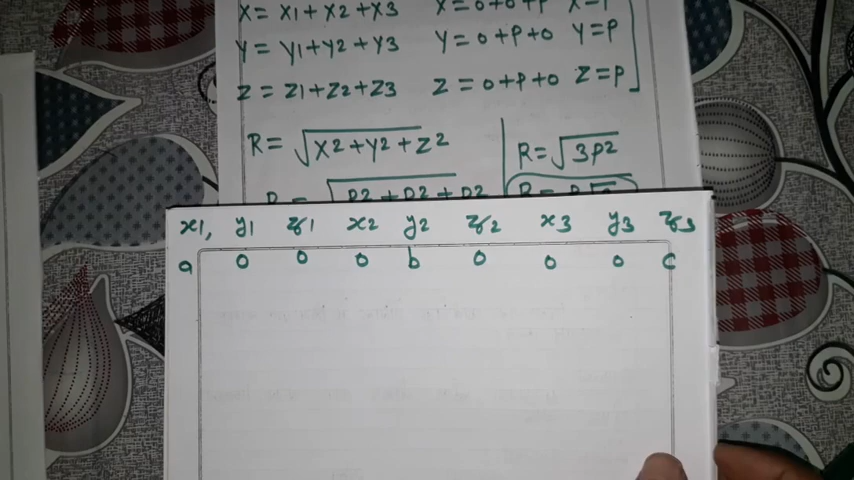 X = x1 + x2 + x3 X = 0+0+P X = P
Y = y1 + y2 + y3 Y = 0+P+0 Y = P
Z = Z1 + Z2 + Z3 Z = 0+P+0 Z = P
R = √X2 + Y2 + Z2 R = √3P2
x1, y1 z1 x2 y2 z2 x3 y3 z3
a 0 0 0 b 0 0 0 c